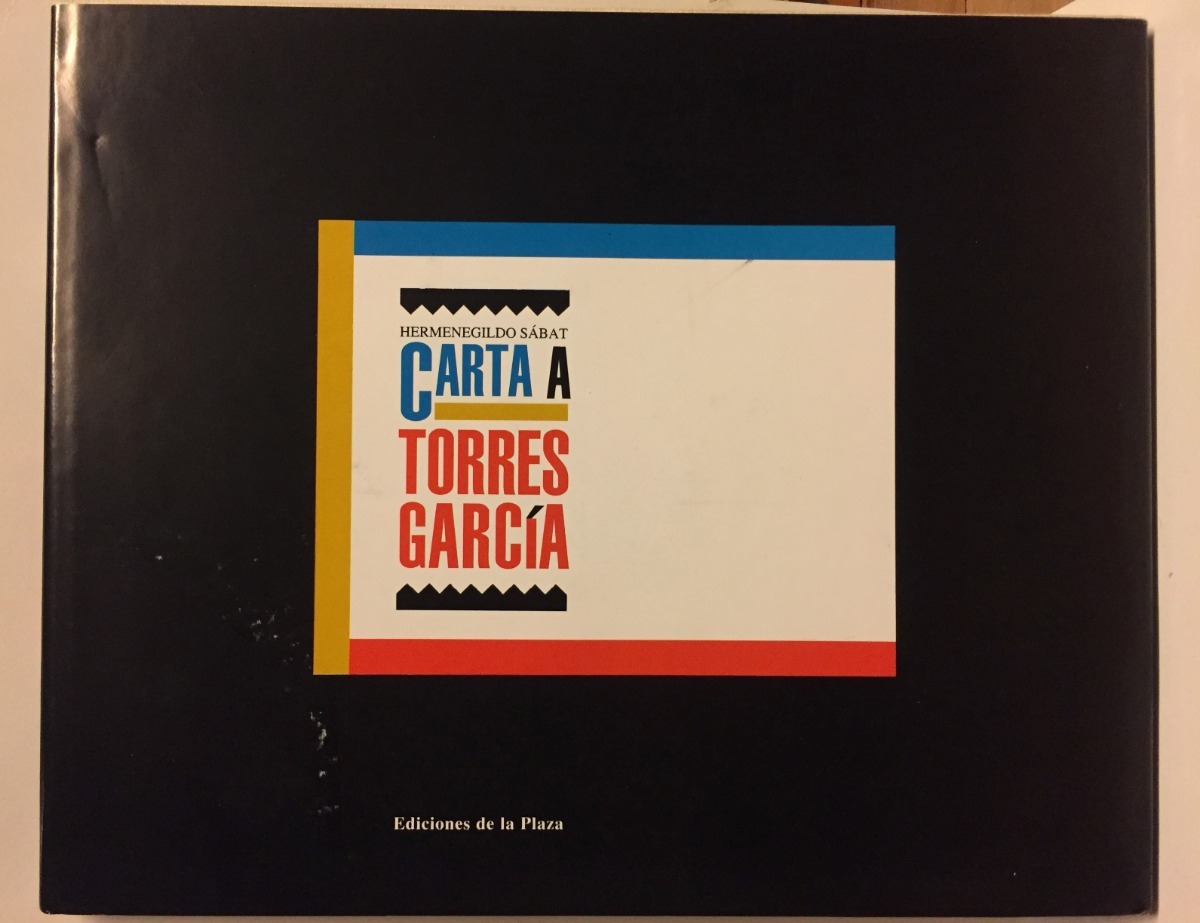 HERMENEGILDO SÁBAT
CARTA A
TORRES
GARCÍA
Ediciones de la Plaza